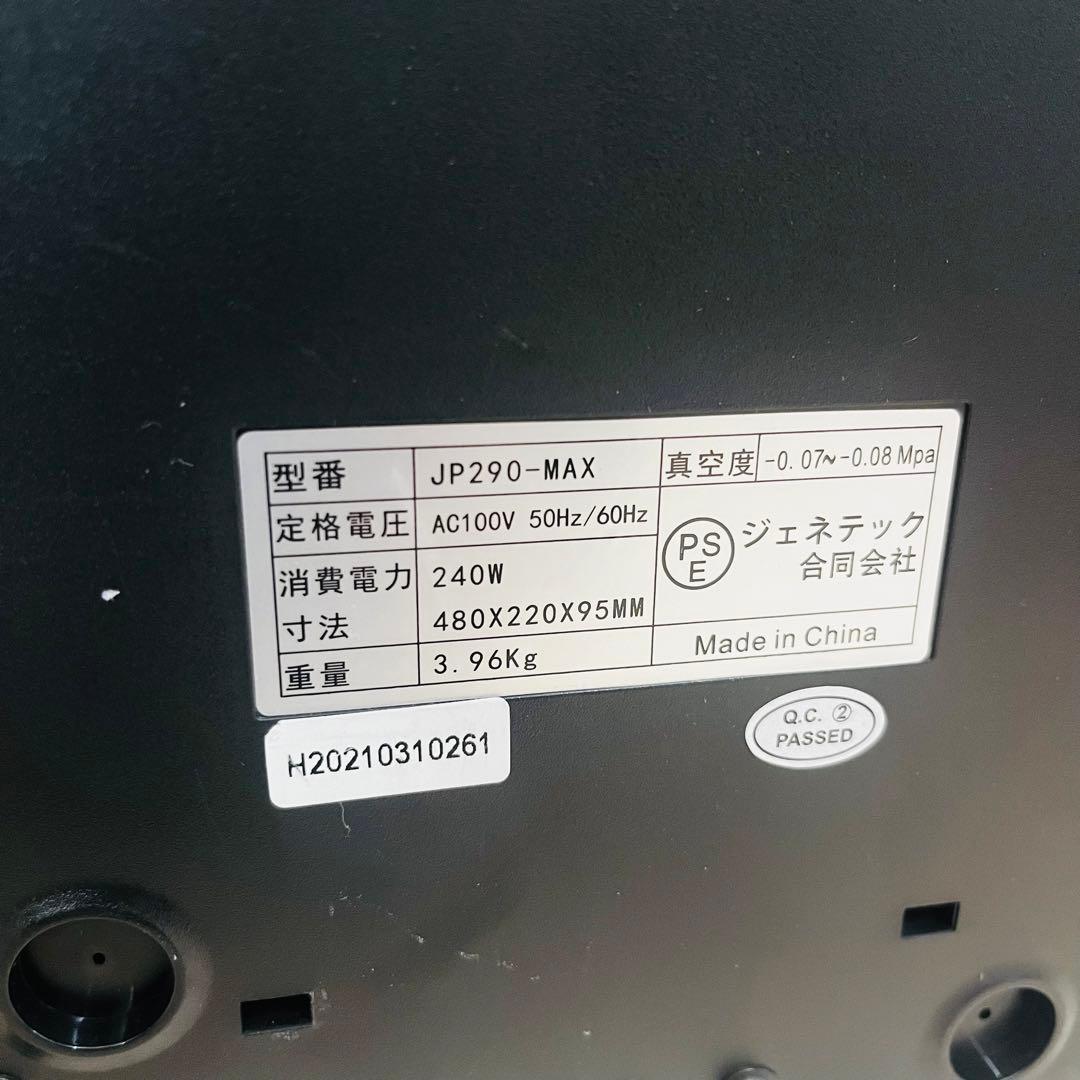 型番 JP290-MAX 真空度 -0.07~-0.08 Mpa
定格電圧 AC100V 50Hz/60Hz
消費電力 240W
寸法 480X220X95MM
重量 3.96Kg
PS
E
ジェネテック
合同会社
Made in China
H20210310261
Q.C. ②
PASSED